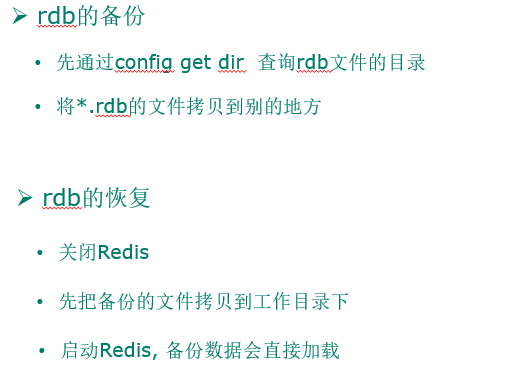 ➢ rdb的备份
• 先通过config get dir 查询rdb文件的目录
• 将*.rdb的文件拷贝到别的地方
➢ rdb的恢复
• 关闭Redis
• 先把备份的文件拷贝到工作目录下
• 启动Redis, 备份数据会直接加载